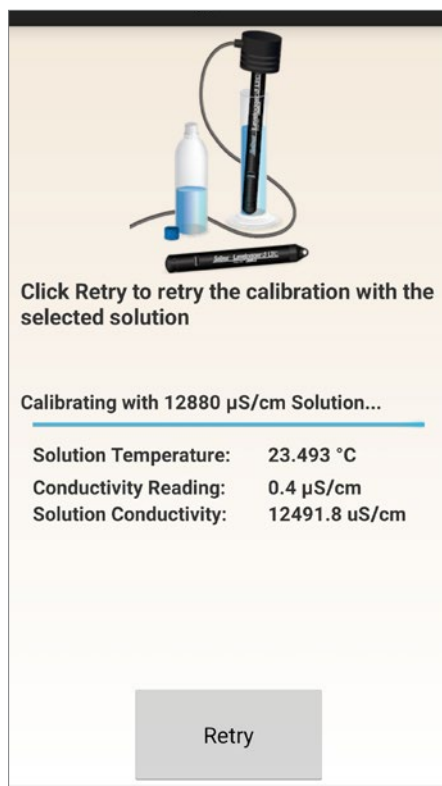 Click Retry to retry the calibration with the
selected solution
Calibrating with 12880 µS/cm Solution...
Solution Temperature: 23.493 °C
Conductivity Reading: 0.4 µS/cm
Solution Conductivity: 12491.8 uS/cm
Retry